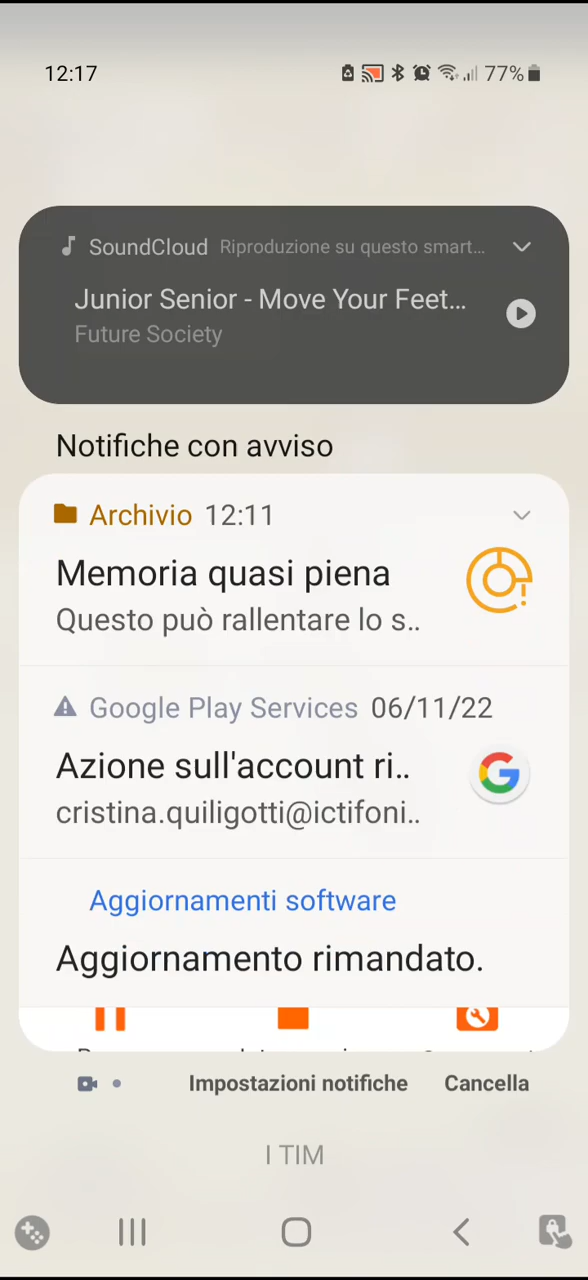 12:17
77%
SoundCloud Riproduzione su questo smart...
Junior Senior - Move Your Feet...
Future Society
Notifiche con avviso
Archivio 12:11
Memoria quasi piena
Questo può rallentare lo s..
Google Play Services 06/11/22
Azione sull'account ri..
cristina.quiligotti@ictifoni..
Aggiornamenti software
Aggiornamento rimandato.
Impostazioni notifiche Cancella
I TIM